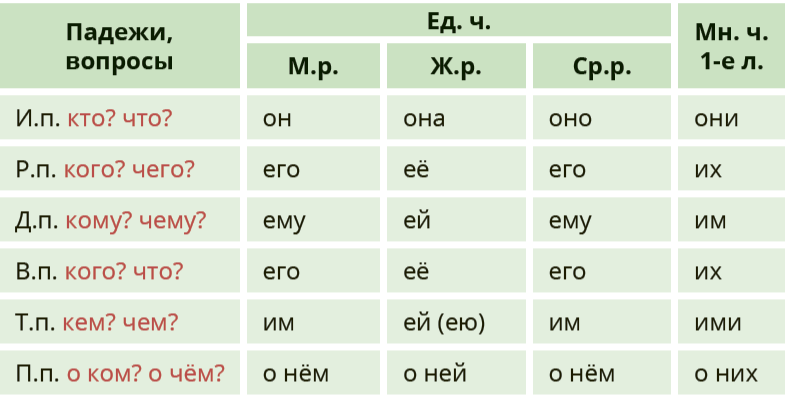 Падежи, вопросы Ед. ч. Мн. ч. 1-е л.
М.р. Ж.р. Ср.р.
И.п. кто? что? он она оно они
Р.п. кого? чего? его её его их
Д.п. кому? чему? ему ей ему им
В.п. кого? что? его её его их
Т.п. кем? чем? им ей (ею) им ими
П.п. о ком? о чём? о нём о ней о нём о них